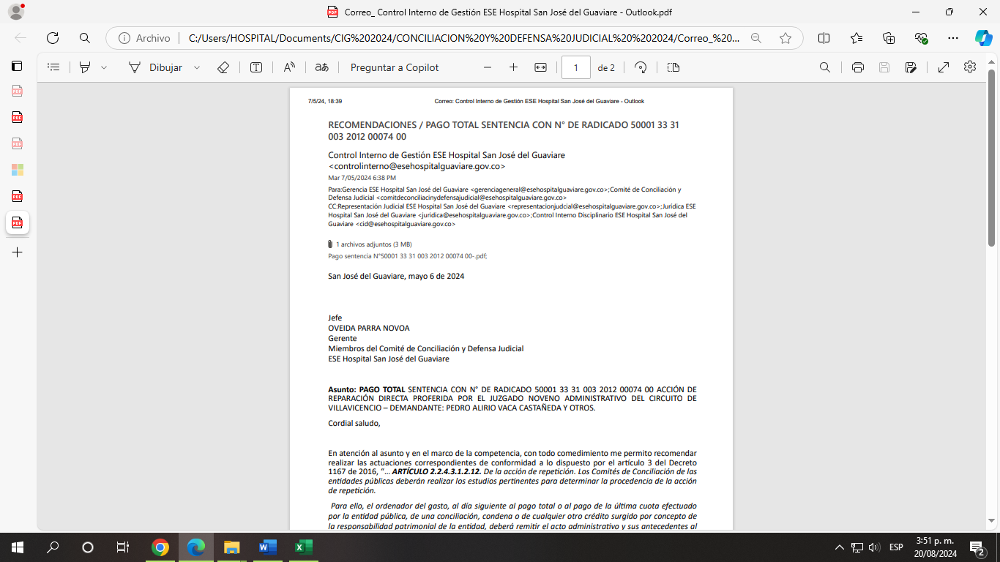 Correo_ Control Interno de Gestión ESE Hospital San José del Guaviare - Outlook.pdf
Archivo
C:/Users/HOSPITAL/Documents/CIG%202024/CONCILIACION%20Y%20DEFENSA%20JUDICIAL%20%202024/Correo_%20...
Dibujar
Preguntar a Copilot
1 de 2
7/5/24, 18:39
Correo: Control Interno de Gestión ESE Hospital San José del Guaviare - Outlook
RECOMENDACIONES / PAGO TOTAL SENTENCIA CON N° DE RADICADO 50001 33 31
003 2012 00074 00
Control Interno de Gestión ESE Hospital San José del Guaviare
<controlinterno@esehospitalguaviare.gov.co>
Mar 7/05/2024 6:38 PM
Para:Gerencia ESE Hospital San José del Guaviare <gerenciageneral@esehospitalguaviare.gov.co>;Comité de Conciliación y
Defensa Judicial <comitdeconciliacinydefensajudicial@esehospitalguaviare.gov.co>
CC:Representación Judicial ESE Hospital San José del Guaviare <representacionjudcial@esehospitalguaviare.gov.co>;Juridica ESE
Hospital San José del Guaviare <juridica@esehospitalguaviare.gov.co>;Control Interno Disciplinario ESE Hospital San José del
Guaviare <cid@esehospitalguaviare.gov.co>
1 archivos adjuntos (3 MB)
Pago sentencia N°50001 33 31 003 2012 00074 00-.pdf;
San José del Guaviare, mayo 6 de 2024
Jefe
OVEIDA PARRA NOVOA
Gerente
Miembros del Comité de Conciliación y Defensa Judicial
ESE Hospital San José del Guaviare
Asunto: PAGO TOTAL SENTENCIA CON N° DE RADICADO 50001 33 31 003 2012 00074 00 ACCIÓN DE
REPARACIÓN DIRECTA PROFERIDA POR EL JUZGADO NOVENO ADMINISTRATIVO DEL CIRCUITO DE
VILLAVICENCIO – DEMANDANTE: PEDRO ALIRIO VACA CASTAÑEDA Y OTROS.
Cordial saludo,
En atención al asunto y en el marco de la competencia, con todo comedimiento me permito recomendar
realizar las actuaciones correspondientes de conformidad a lo dispuesto por el artículo 3 del Decreto
1167 de 2016, “... ARTÍCULO 2.2.4.3.1.2.12. De la acción de repetición. Los Comités de Conciliación de las
entidades públicas deberán realizar los estudios pertinentes para determinar la procedencia de la acción
de repetición.
Para ello, el ordenador del gasto, al día siguiente al pago total o al pago de la última cuota efectuado
por la entidad pública, de una conciliación, condena o de cualquier otro crédito surgido por concepto de
la responsabilidad patrimonial de la entidad, deberá remitir el acto administrativo y sus antecedentes al
ESP
3:51 p. m.
20/08/2024
2